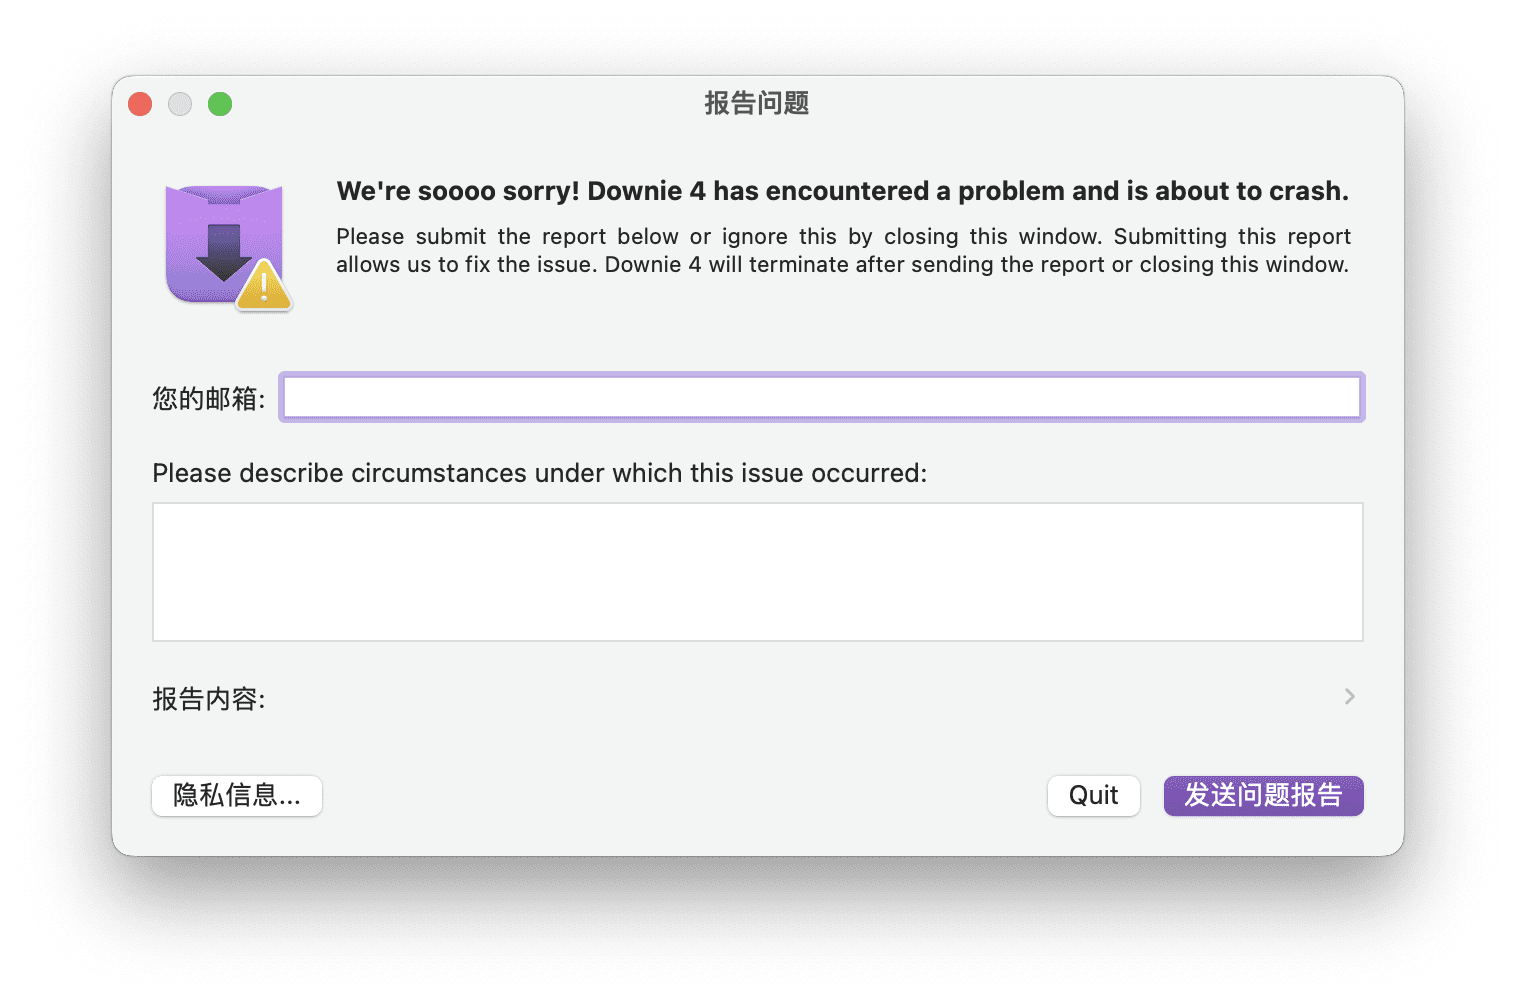 报告问题
We're soooo sorry! Downie 4 has encountered a problem and is about to crash.
Please submit the report below or ignore this by closing this window. Submitting this report
allows us to fix the issue. Downie 4 will terminate after sending the report or closing this window.
您的邮箱:
Please describe circumstances under which this issue occurred:
报告内容:
隐私信息...
Quit
发送问题报告